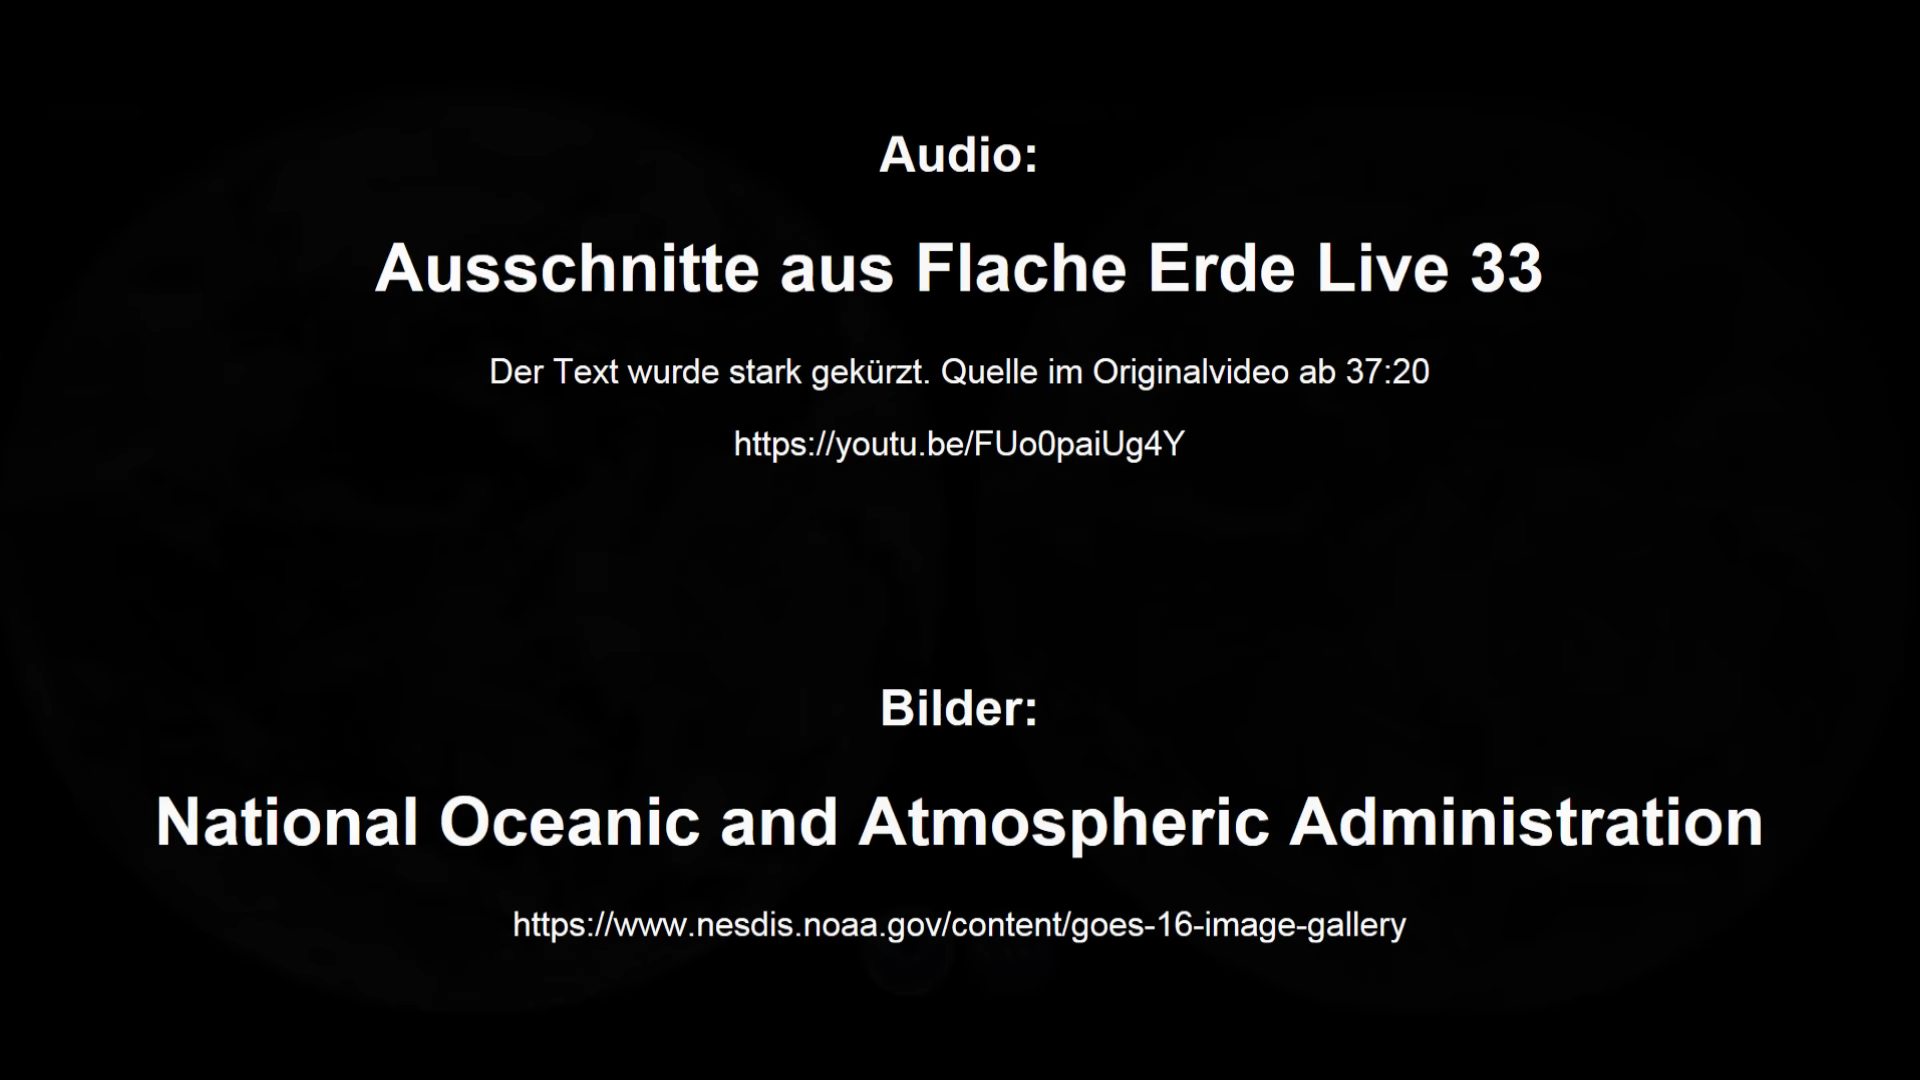 Audio:
Ausschnitte aus Flache Erde Live 33
Der Text wurde stark gekürzt. Quelle im Originalvideo ab 37:20
https://youtu.be/FUo0paiUg4Y
Bilder:
National Oceanic and Atmospheric Administration
https://www.nesdis.noaa.gov/content/goes-16-image-gallery